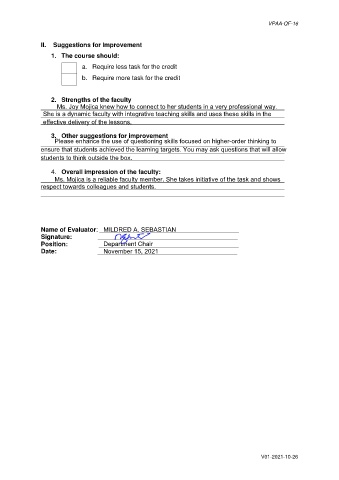 VPAA-QF-16
II. Suggestions for Improvement
1. The course should:
a. Require less task for the credit
b. Require more task for the credit
2. Strengths of the faculty
Ms. Joy Mojica knew how to connect to her students in a very professional way.
She is a dynamic faculty with integrative teaching skills and uses these skills in the
effective delivery of the lessons.
3. Other suggestions for Improvement
Please enhance the use of questioning skills focused on higher-order thinking to
ensure that students achieved the learning targets. You may ask questions that will allow
students to think outside the box.
4. Overall impression of the faculty:
Ms. Mojica is a reliable faculty member. She takes initiative of the task and shows
respect towards colleagues and students.
Name of Evaluator: MILDRED A. SEBASTIAN
Signature:
Position: Department Chair
Date: November 15, 2021
V01-2021-10-26